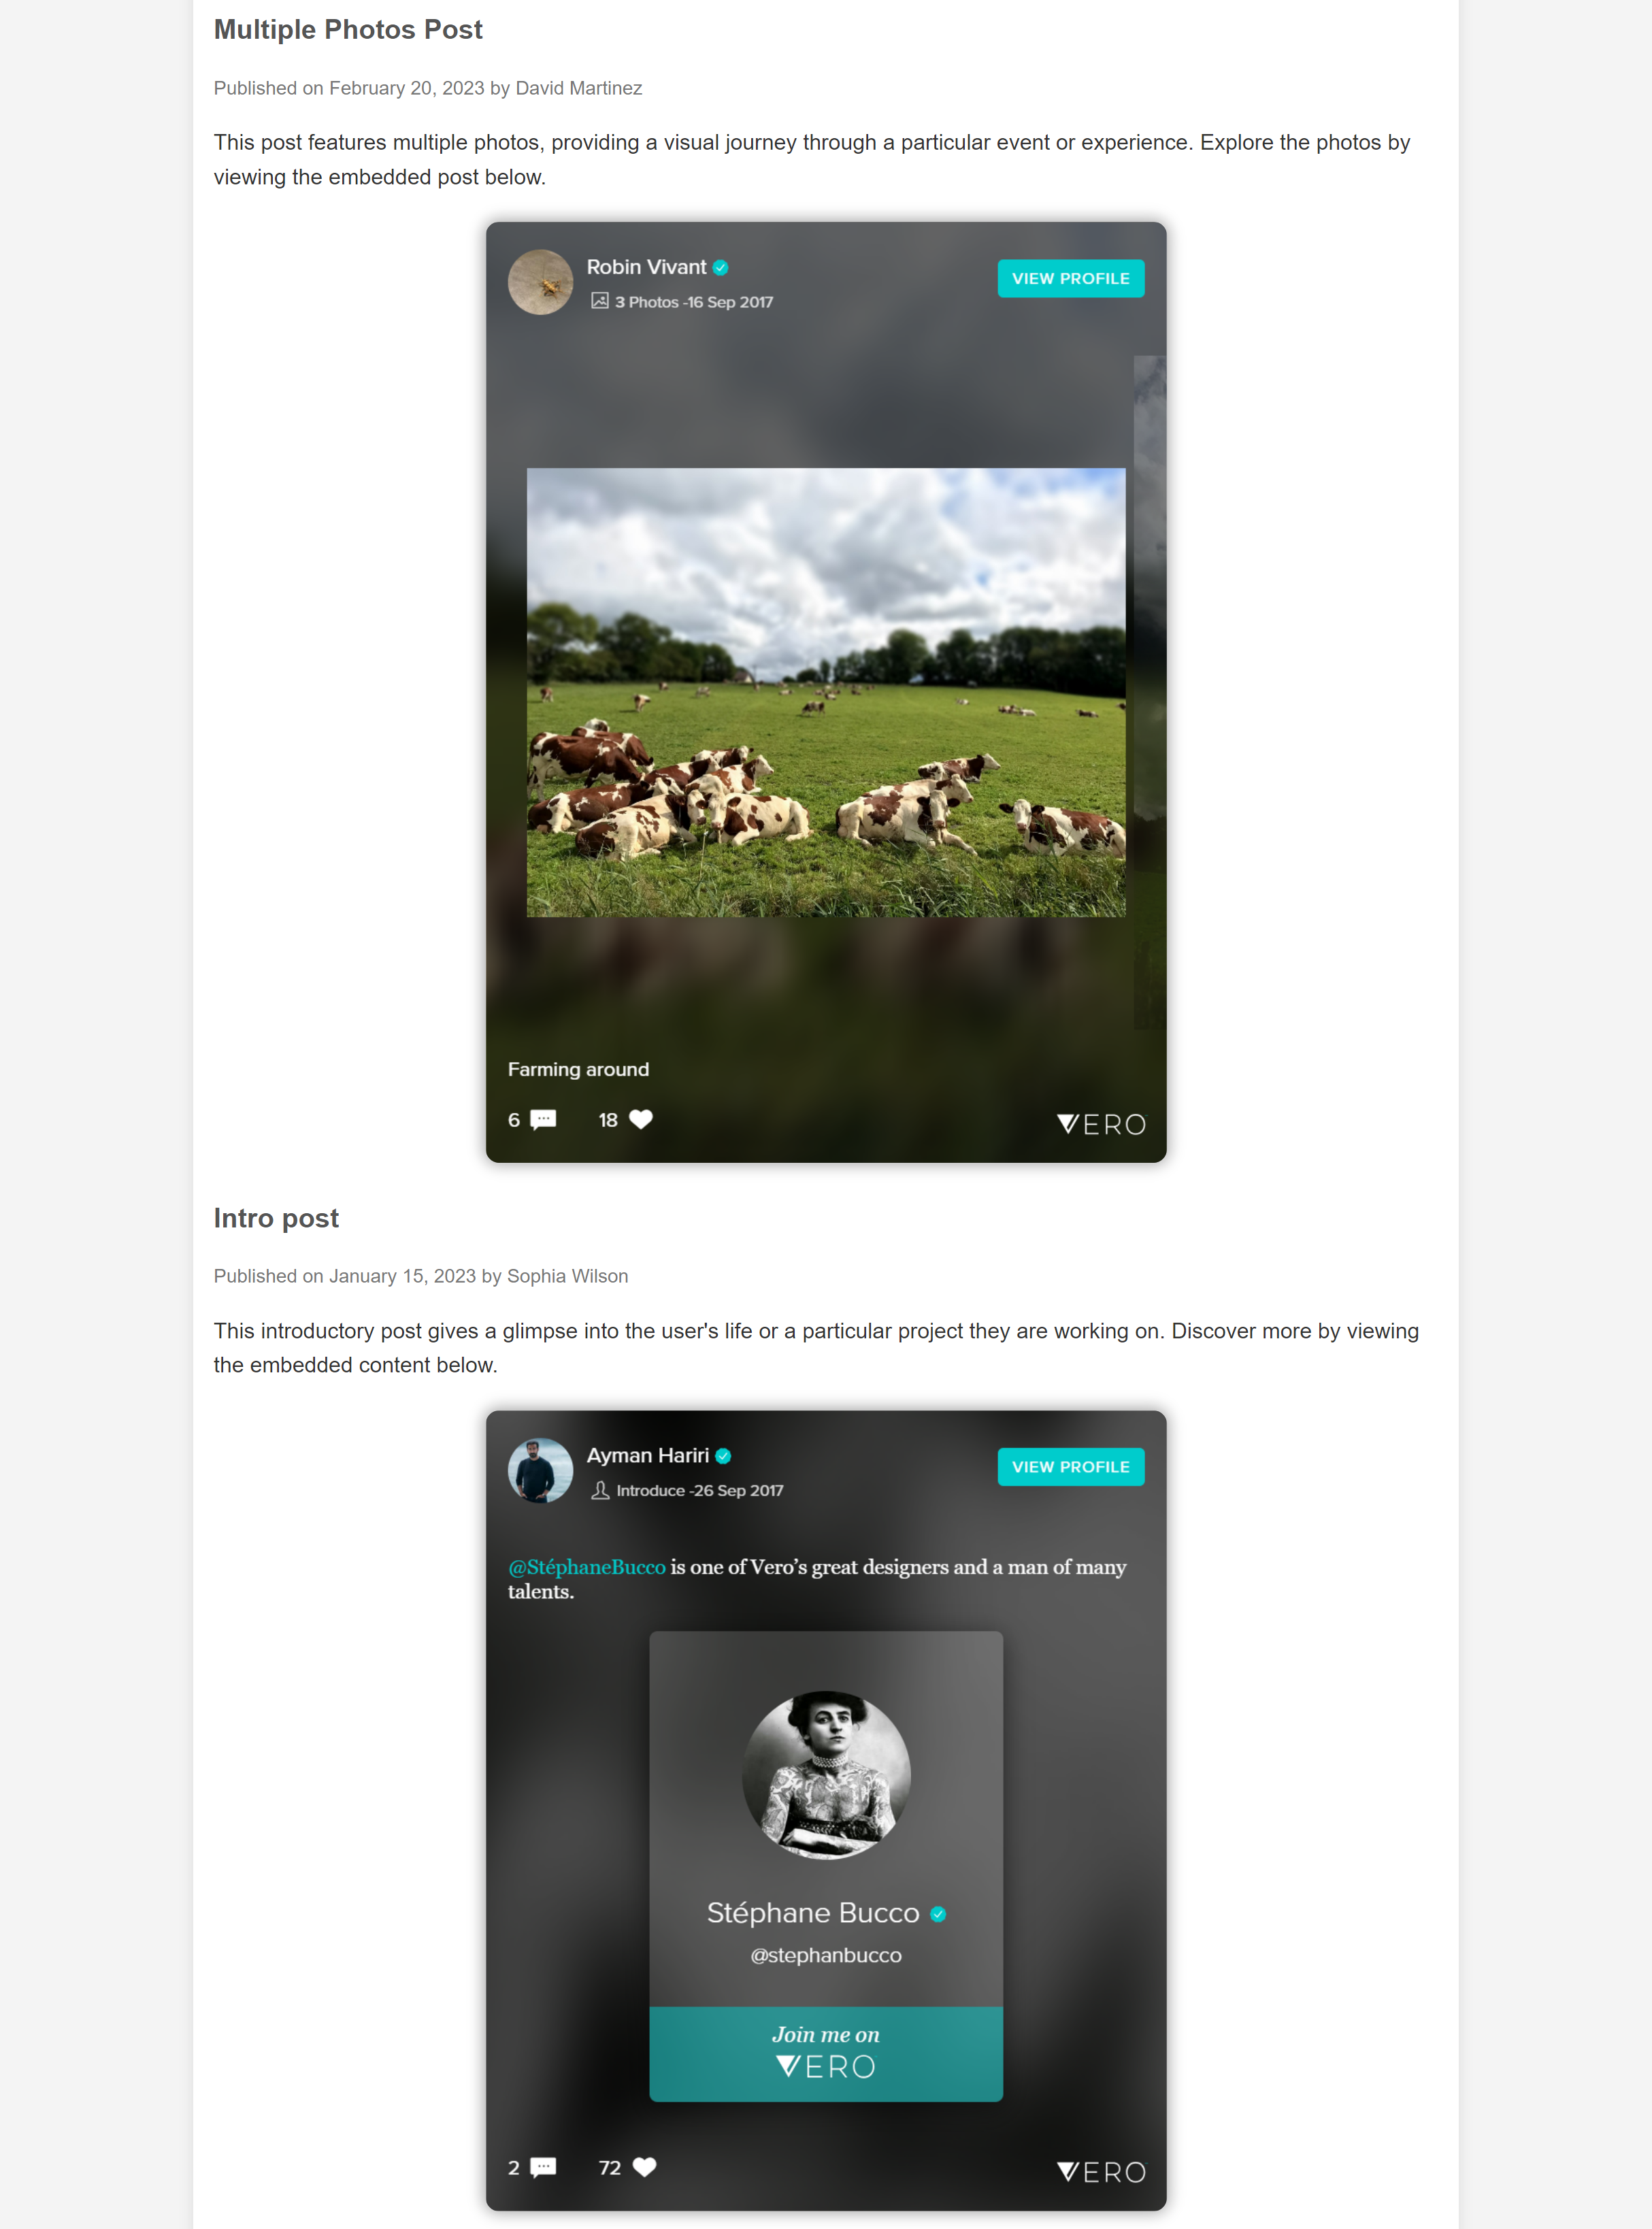 Multiple Photos Post
Published on February 20, 2023 by David Martinez
This post features multiple photos, providing a visual journey through a particular event or experience. Explore the photos by
viewing the embedded post below.
Robin Vivant
VIEW PROFILE
3 Photos -16 Sep 2017
Farming around
6 18
VERO
Intro post
Published on January 15, 2023 by Sophia Wilson
This introductory post gives a glimpse into the user's life or a particular project they are working on. Discover more by viewing
the embedded content below.
Ayman Hariri
VIEW PROFILE
Introduce -26 Sep 2017
@StéphaneBucco is one of Vero’s great designers and a man of many
talents.
Stéphane Bucco
@stephanbucco
Join me on
VERO
2 72
VERO